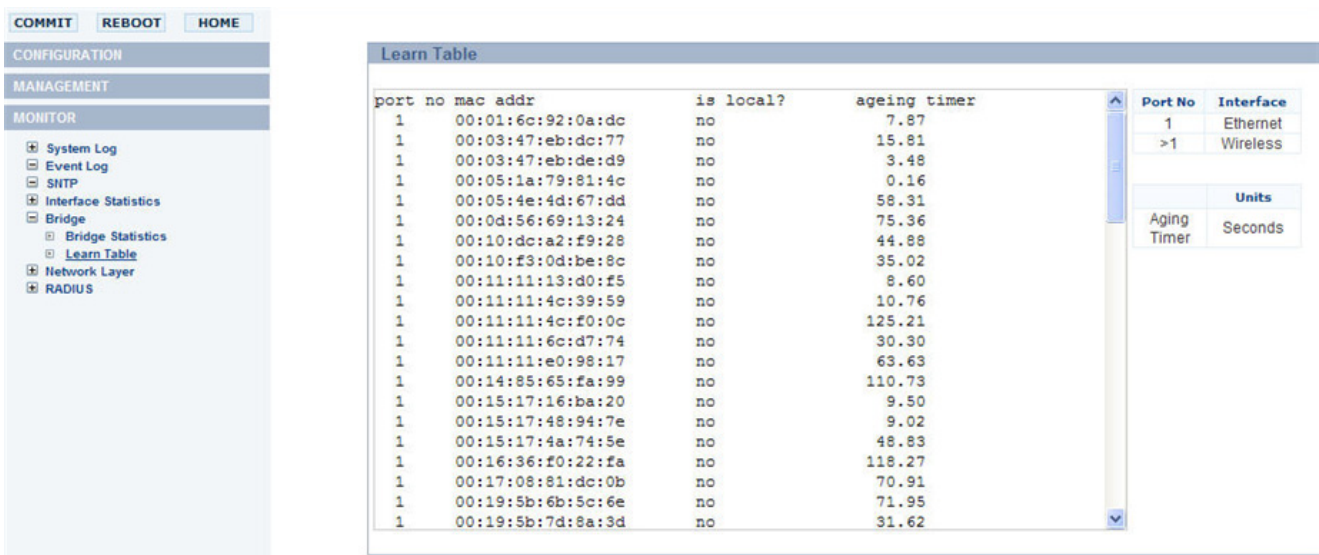 COMMIT REBOOT HOME
CONFIGURATION
MANAGEMENT
MONITOR
System Log
Event Log
SNTP
Interface Statistics
Bridge
Bridge Statistics
Learn Table
Network Layer
RADIUS
Learn Table
port no mac addr is local? ageing timer
1 00:01:6c:92:0a:dc no 7.87
1 00:03:47:eb:dc:77 no 15.81
1 00:03:47:eb:de:d9 no 3.48
1 00:05:1a:79:81:4c no 0.16
1 00:05:4e:4d:67:dd no 58.31
1 00:0d:56:69:13:24 no 75.36
1 00:10:dc:a2:f9:28 no 44.88
1 00:10:f3:0d:be:8c no 35.02
1 00:11:11:13:d0:f5 no 8.60
1 00:11:11:4c:39:59 no 10.76
1 00:11:11:4c:f0:0c no 125.21
1 00:11:11:6c:d7:74 no 30.30
1 00:11:11:e0:98:17 no 63.63
1 00:14:85:65:fa:99 no 110.73
1 00:15:17:16:ba:20 no 9.50
1 00:15:17:48:94:7e no 9.02
1 00:15:17:4a:74:5e no 48.83
1 00:16:36:f0:22:fa no 118.27
1 00:17:08:81:dc:0b no 70.91
1 00:19:5b:6b:5c:6e no 71.95
1 00:19:5b:7d:8a:3d no 31.62
Port No Interface
1 Ethernet
>1 Wireless
Units
Aging Timer Seconds